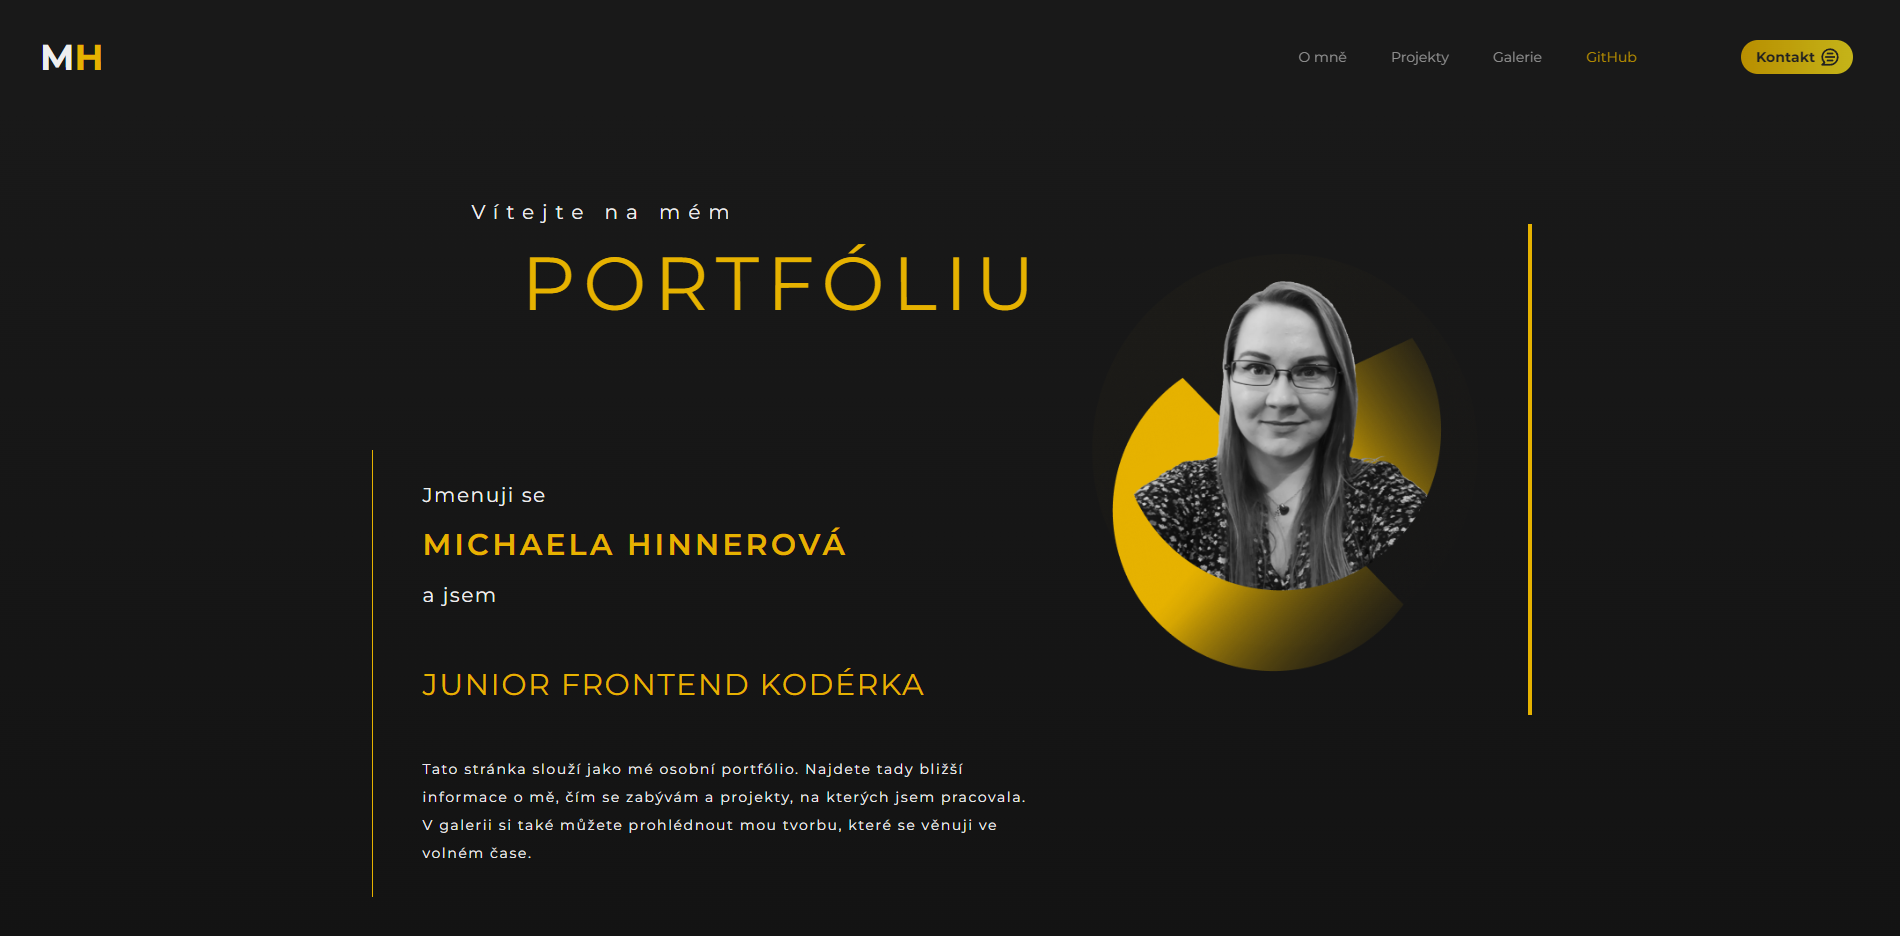 MH
O mně
Projekty
Galerie
GitHub
Kontakt
Vítejte na mém
PORTFÓLIU
Jmenuji se
MICHAELA HINNEROVÁ
a jsem
JUNIOR FRONTEND KODÉRKA
Tato stránka slouží jako mé osobní portfólio. Najdete tady bližší
informace o mě, čím se zabývám a projekty, na kterých jsem pracovala.
V galerii si také můžete prohlédnout mou tvorbu, které se věnuji ve
volném čase.